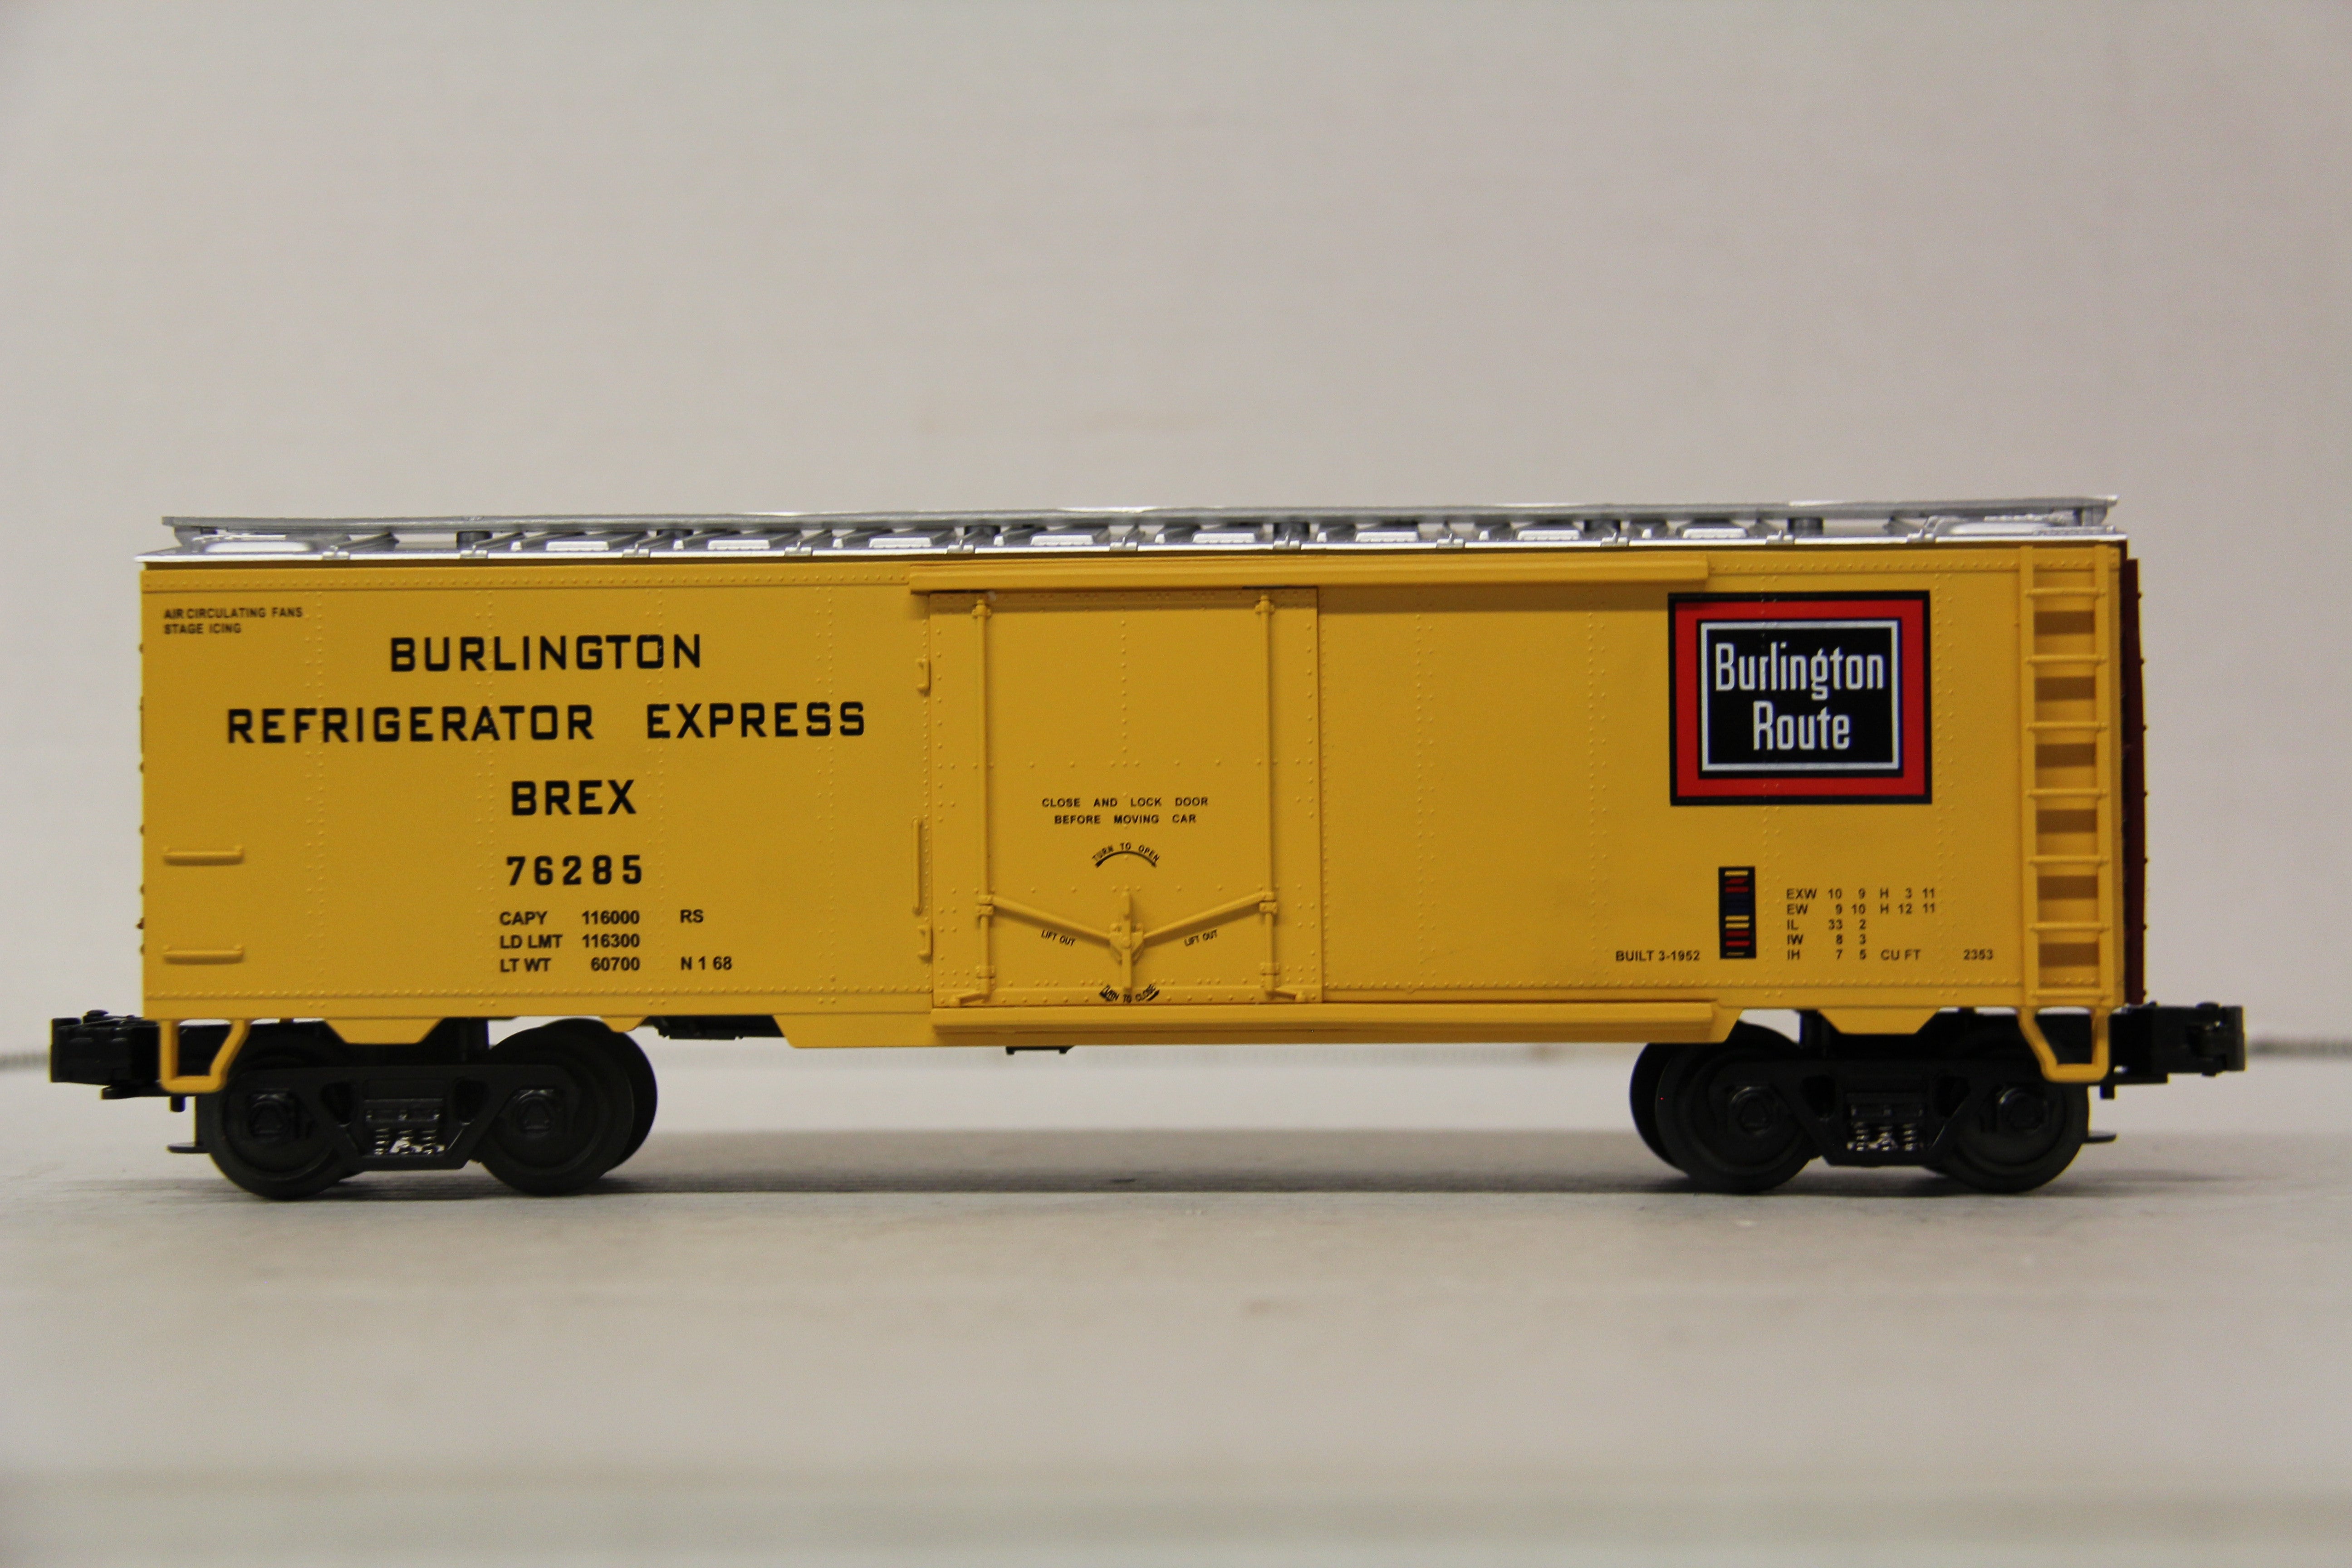 AIR CIRCULATING FANS
STAGE ICING
BURLINGTON
REFRIGERATOR EXPRESS
BREX
76285
CAPY 116000 RS
LD LMT 116300
LT WT 60700 N 1 68
CLOSE AND LOCK DOOR
BEFORE MOVING CAR
TURN TO OPEN
LIFT OUT
LIFT OUT
TURN TO CLOSE
Burlington
Route
BUILT 3-1952
EXW 10 9 H 3 11
EW 9 10 H 12 11
IL 33 2
IW 8 3
IH 7 5 CU FT 2353